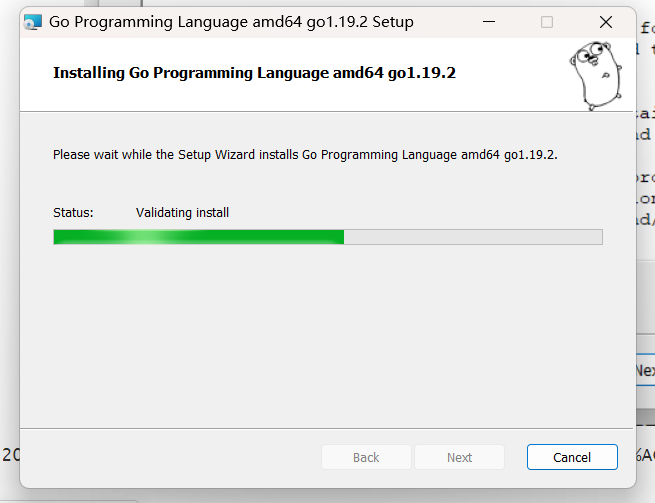 Go Programming Language amd64 go1.19.2 Setup
Installing Go Programming Language amd64 go1.19.2
Please wait while the Setup Wizard installs Go Programming Language amd64 go1.19.2.
Status: Validating install
Back Next Cancel
20